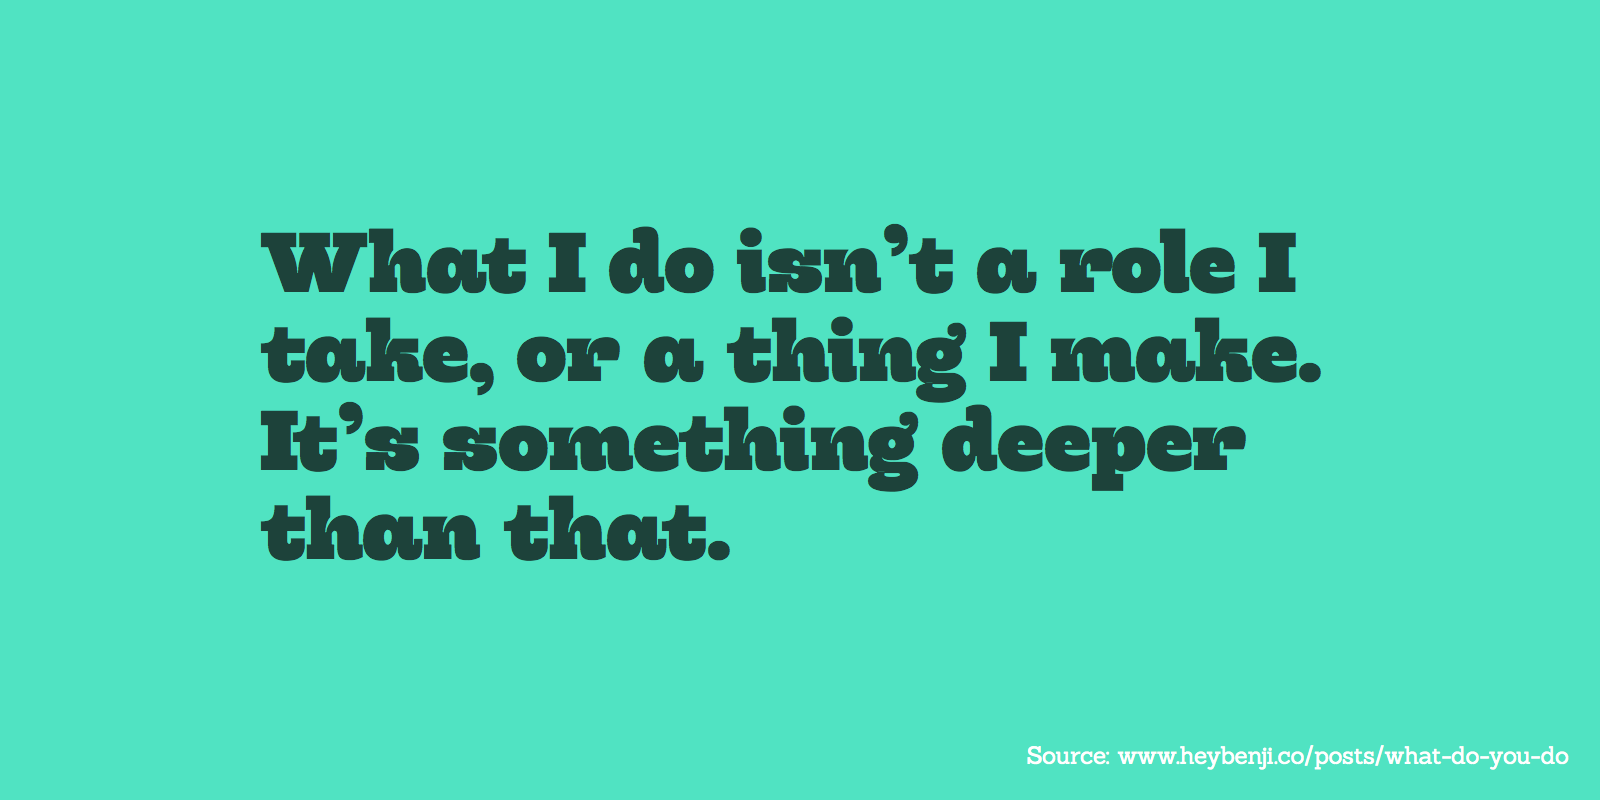 What I do isn’t a role I
take, or a thing I make.
It’s something deeper
than that.
Source: www.heybenji.co/posts/what-do-you-do